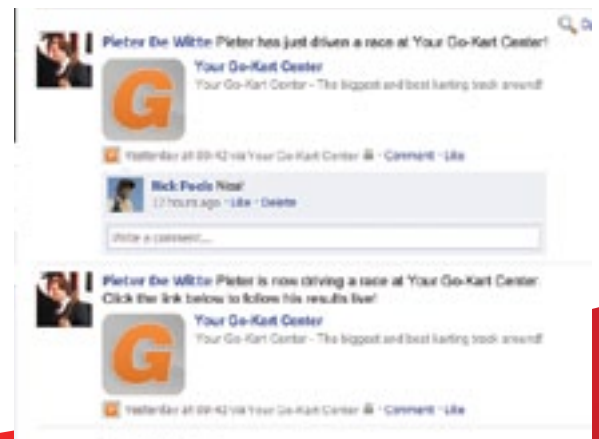 Pieter De Witte Pieter has just driven a race at Your Go-Kart Center!
G
Your Go-Kart Center
Your Go-Kart Center - The biggest and best karting track around!
Yesterday at 09:42 via Your Go-Kart Center · Comment · Like
Nice!
17 hours ago · Like · Delete
Write a comment...
Pieter De Witte Pieter is now driving a race at Your Go-Kart Center.
Click the link below to follow his results live!
G
Your Go-Kart Center
Your Go-Kart Center - The biggest and best karting track around!
Yesterday at 09:42 via Your Go-Kart Center · Comment · Like